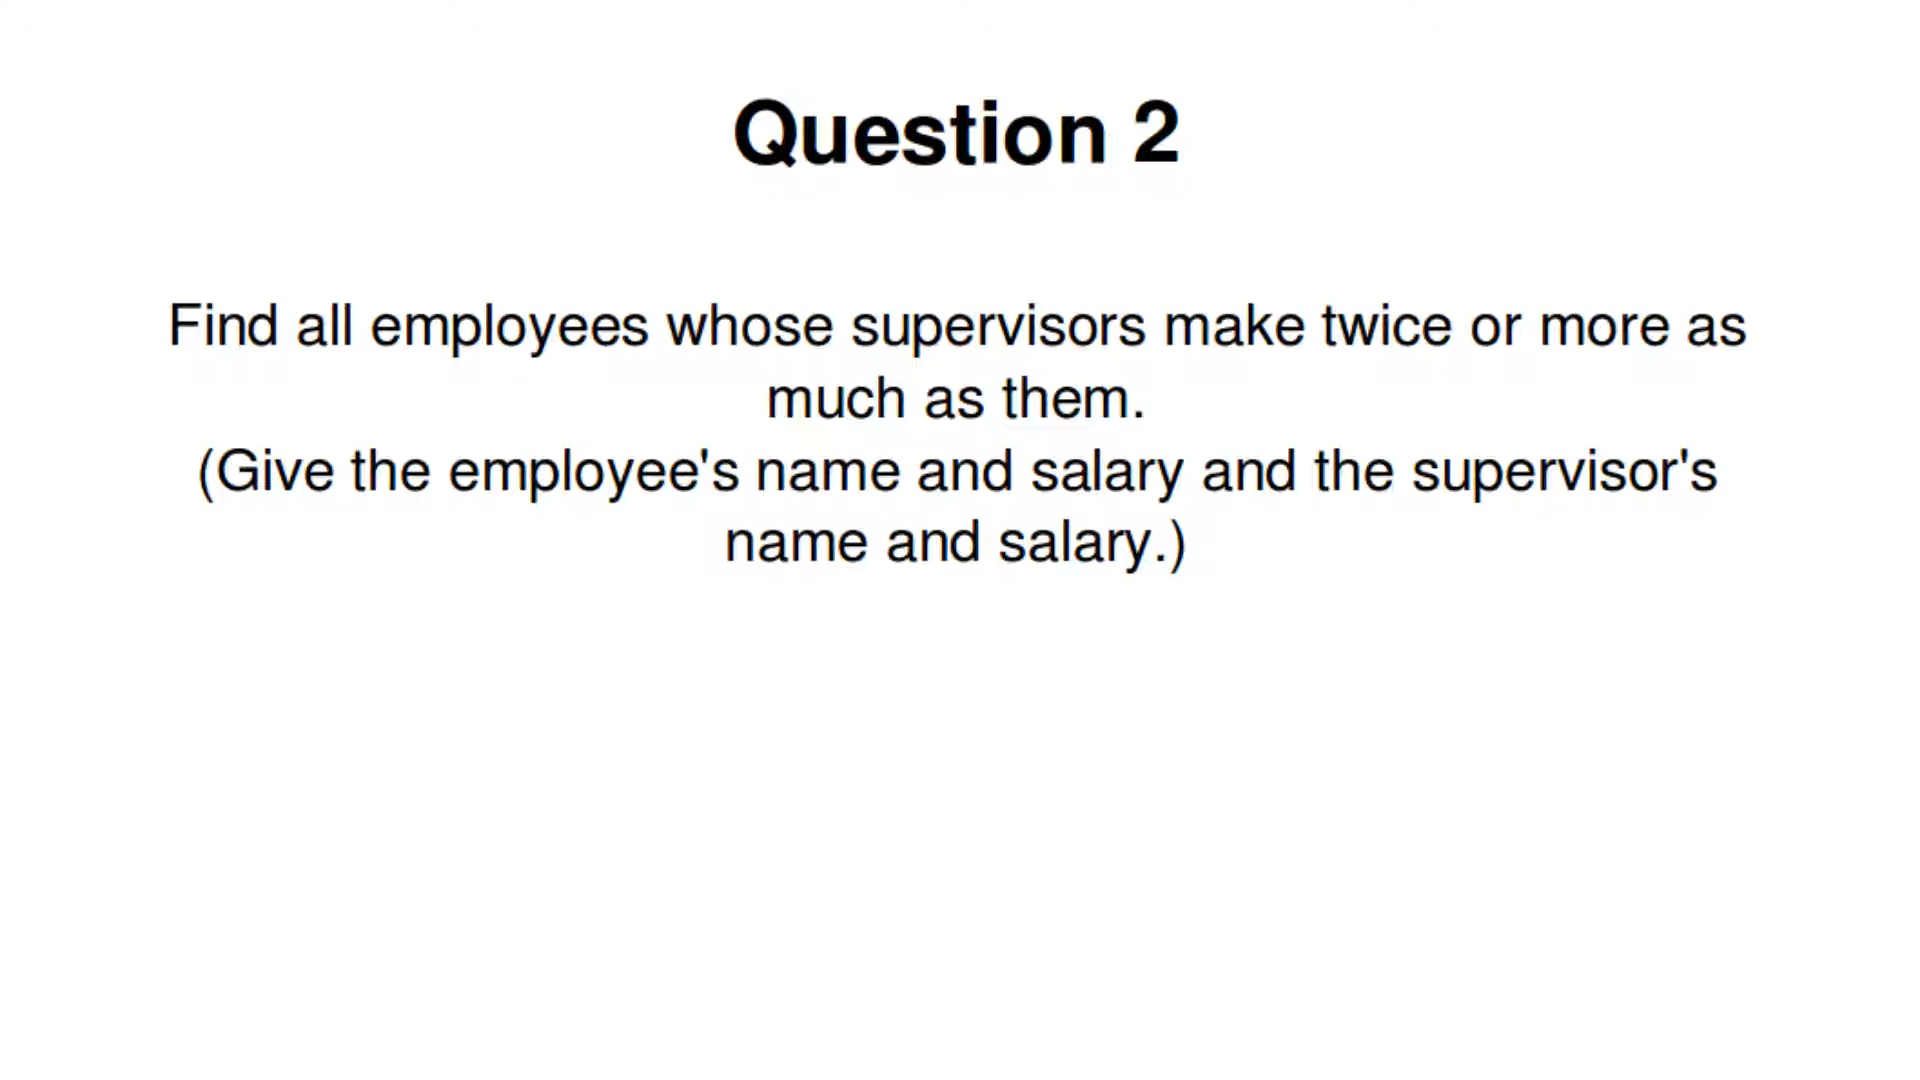 Question 2
Find all employees whose supervisors make twice or more as
much as them.
(Give the employee's name and salary and the supervisor's
name and salary.)